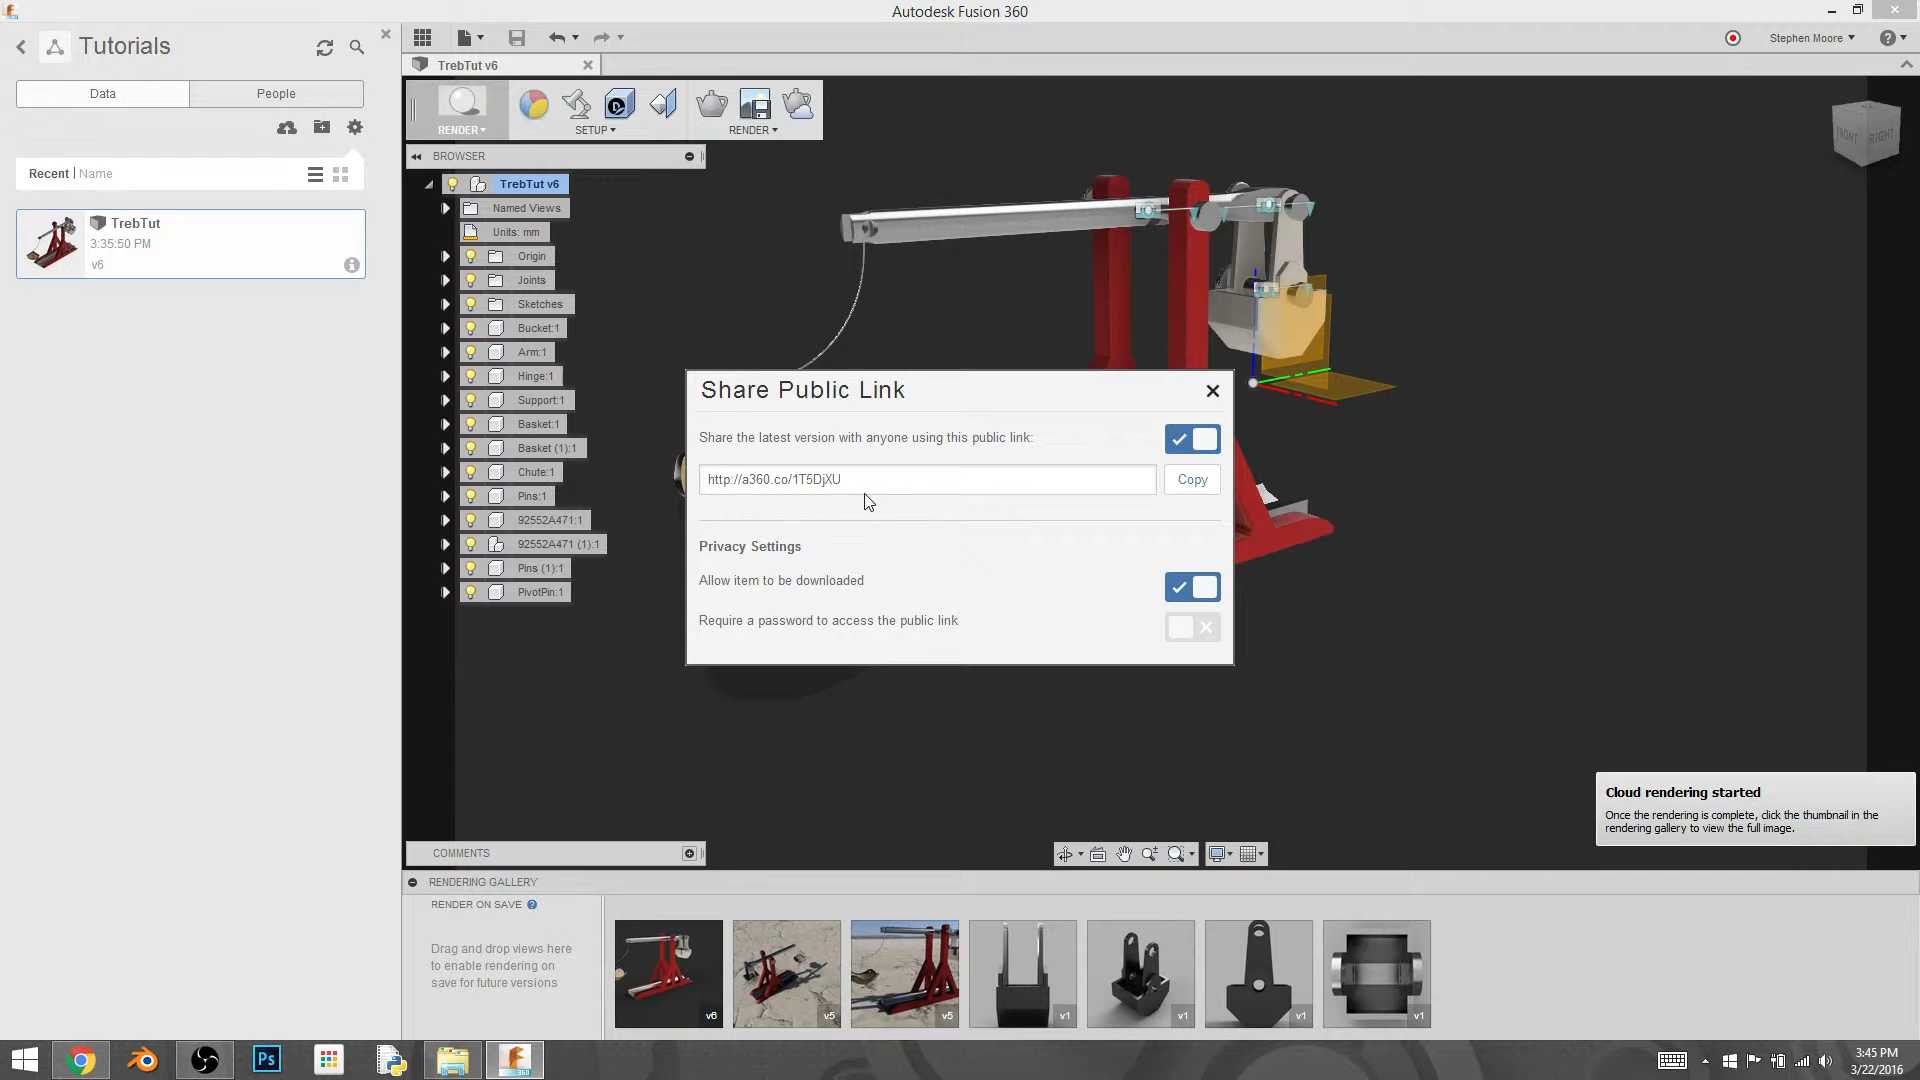 Autodesk Fusion 360
Tutorials
Stephen Moore
TrebTut v6
Data
People
RENDER
SETUP
RENDER
FRONT
RIGHT
BROWSER
Recent | Name
TrebTut v6
Named Views
TrebTut
3:35:50 PM
v6
Units: mm
Origin
Joints
Sketches
Bucket:1
Arm:1
Hinge:1
Support:1
Basket:1
Basket (1):1
Chute:1
Pins:1
92552A471:1
92552A471 (1):1
Pins (1):1
PivotPin:1
Share Public Link
Share the latest version with anyone using this public link:
http://a360.co/1T5DjXU
Copy
Privacy Settings
Allow item to be downloaded
Require a password to access the public link
Cloud rendering started
Once the rendering is complete, click the thumbnail in the
rendering gallery to view the full image.
COMMENTS
RENDERING GALLERY
RENDER ON SAVE
Drag and drop views here
to enable rendering on
save for future versions
v6
v5
v5
v1
v1
v1
v1
Ps
360
3:45 PM
3/22/2016